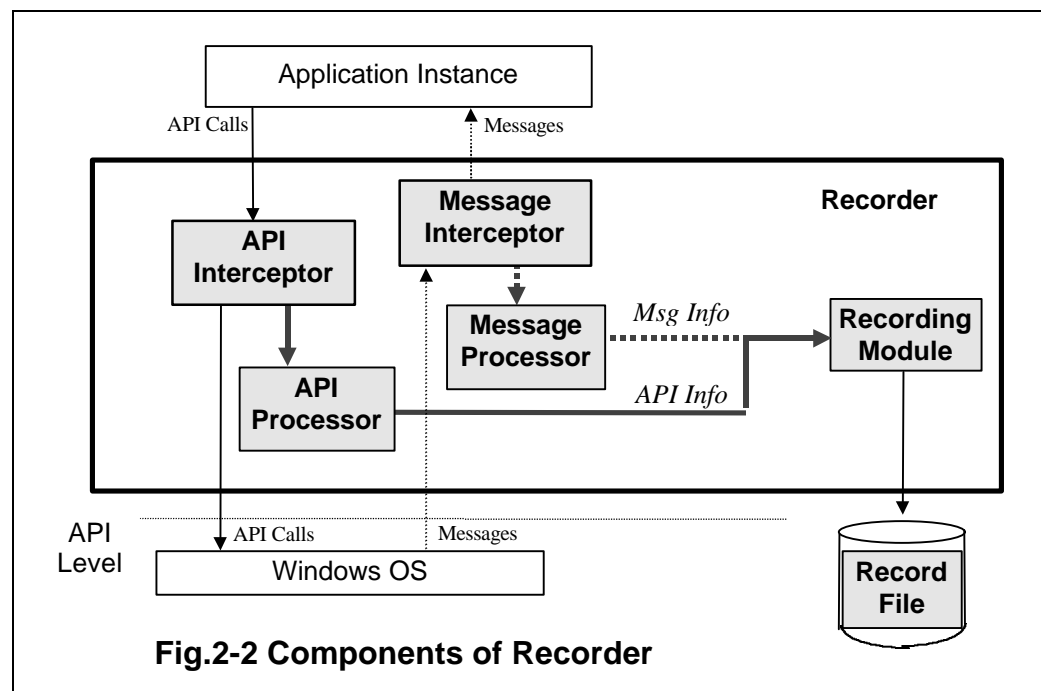 Application Instance
API Calls
Messages
Recorder
Message
Interceptor
API
Interceptor
Message
Processor
Msg Info
Recording
Module
API
Processor
API Info
API
Level
API Calls
Messages
Windows OS
Record
File
Fig.2-2 Components of Recorder